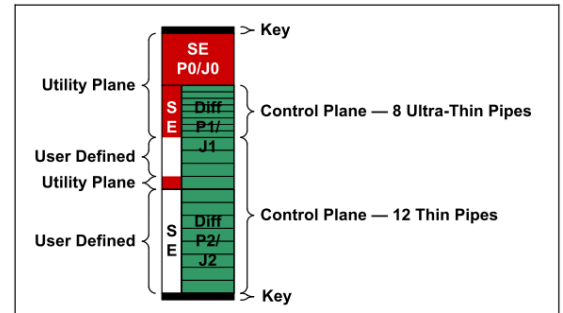 Key
SE
P0/J0
Utility Plane
S
E
Diff
P1/
J1
Control Plane — 8 Ultra-Thin Pipes
User Defined
Utility Plane
Control Plane — 12 Thin Pipes
User Defined
S
E
Diff
P2/
J2
Key